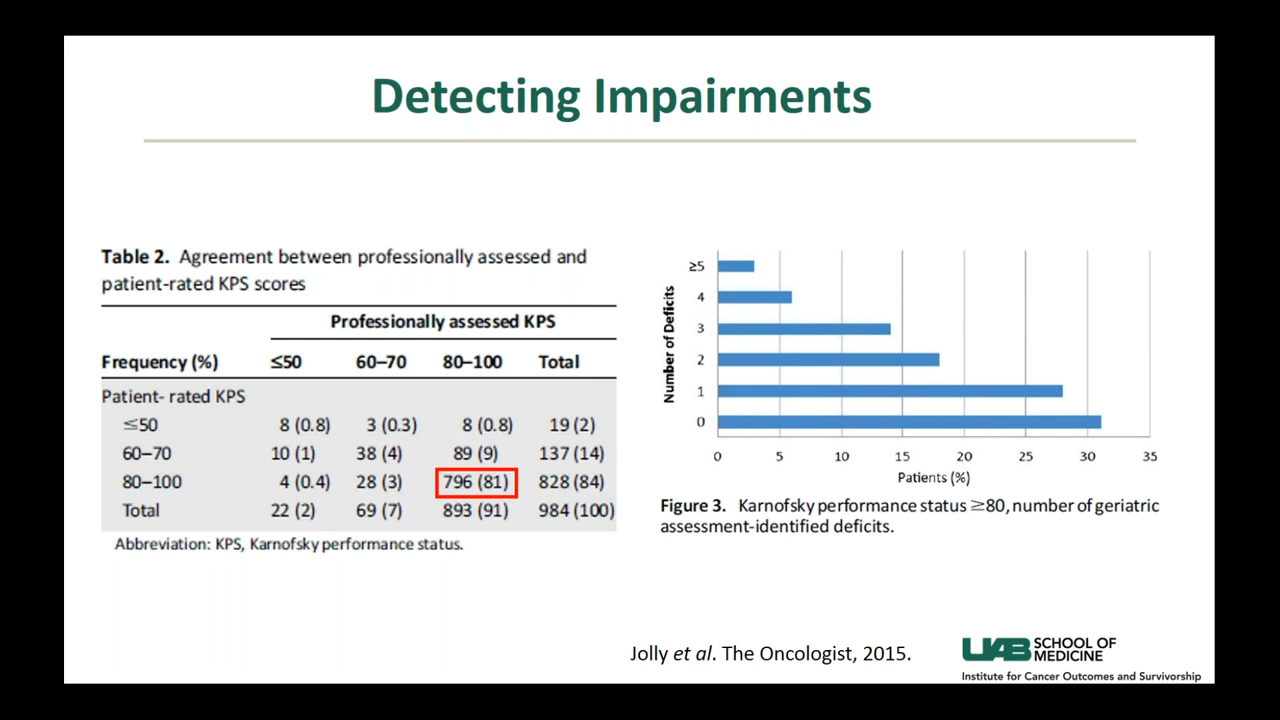 Detecting Impairments
Table 2. Agreement between professionally assessed and
patient-rated KPS scores
Professionally assessed KPS
Frequency (%) ≤50 60–70 80–100 Total
Patient- rated KPS
≤50 8 (0.8) 3 (0.3) 8 (0.8) 19 (2)
60–70 10 (1) 38 (4) 89 (9) 137 (14)
80–100 4 (0.4) 28 (3) 796 (81) 828 (84)
Total 22 (2) 69 (7) 893 (91) 984 (100)
Abbreviation: KPS, Karnofsky performance status.
Number of Deficits
≥5
4
3
2
1
0
0 5 10 15 20 25 30 35
Patients (%)
Figure 3. Karnofsky performance status ≥80, number of geriatric
assessment-identified deficits.
Jolly et al. The Oncologist, 2015.
UAB SCHOOL OF
MEDICINE
Institute for Cancer Outcomes and Survivorship